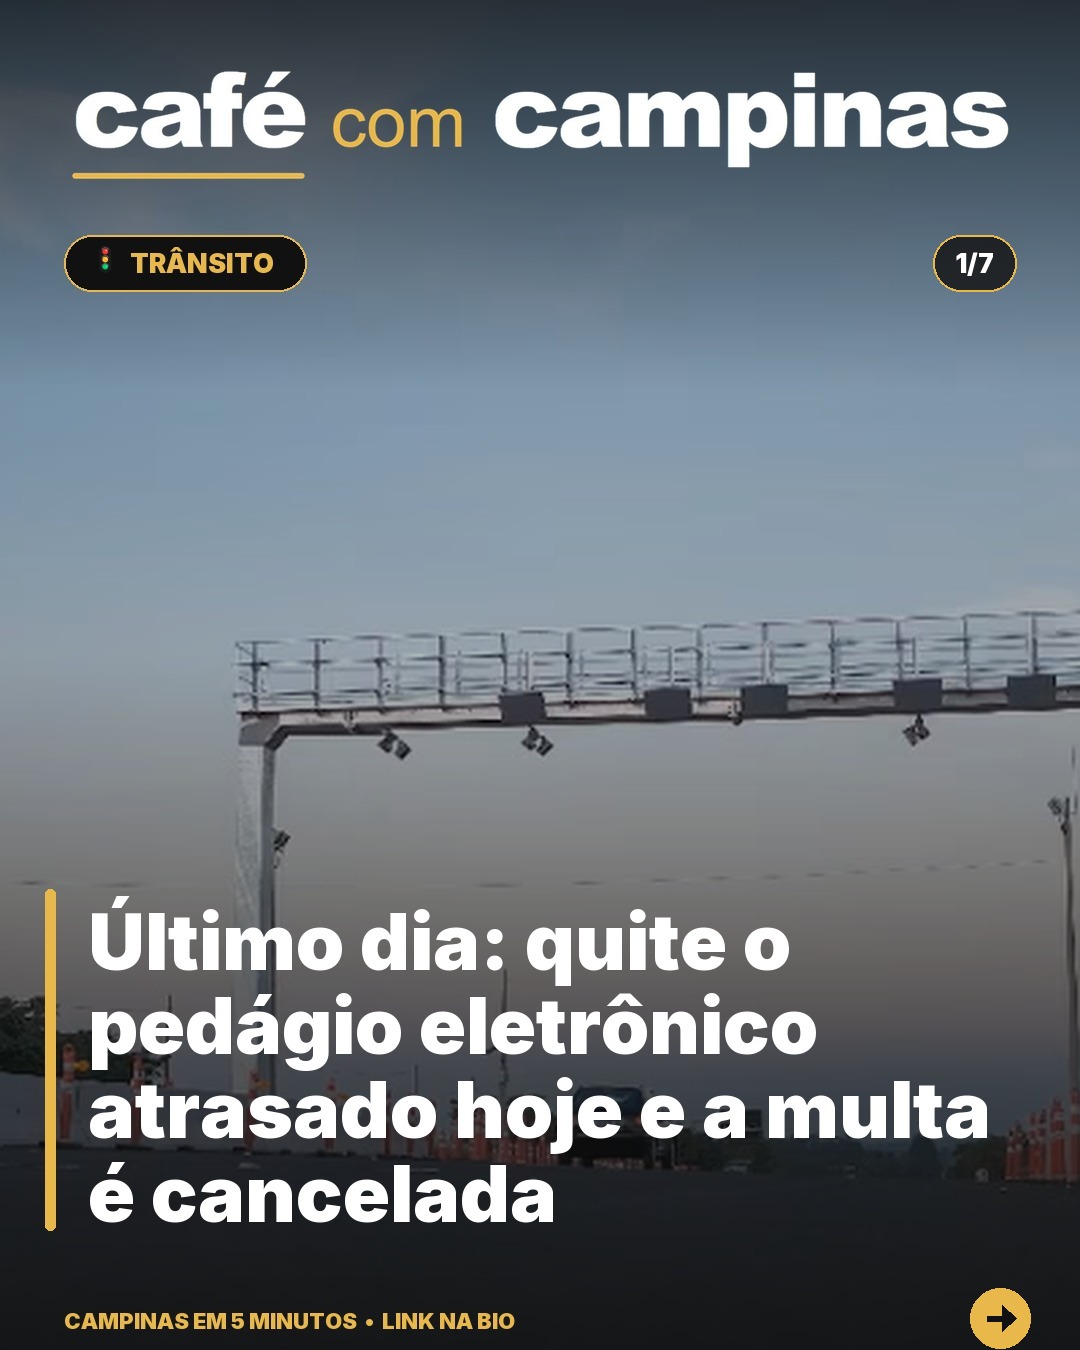 café com campinas
TRÂNSITO
1/7
Último dia: quite o
pedágio eletrônico
atrasado hoje e a multa
é cancelada
CAMPINAS EM 5 MINUTOS • LINK NA BIO